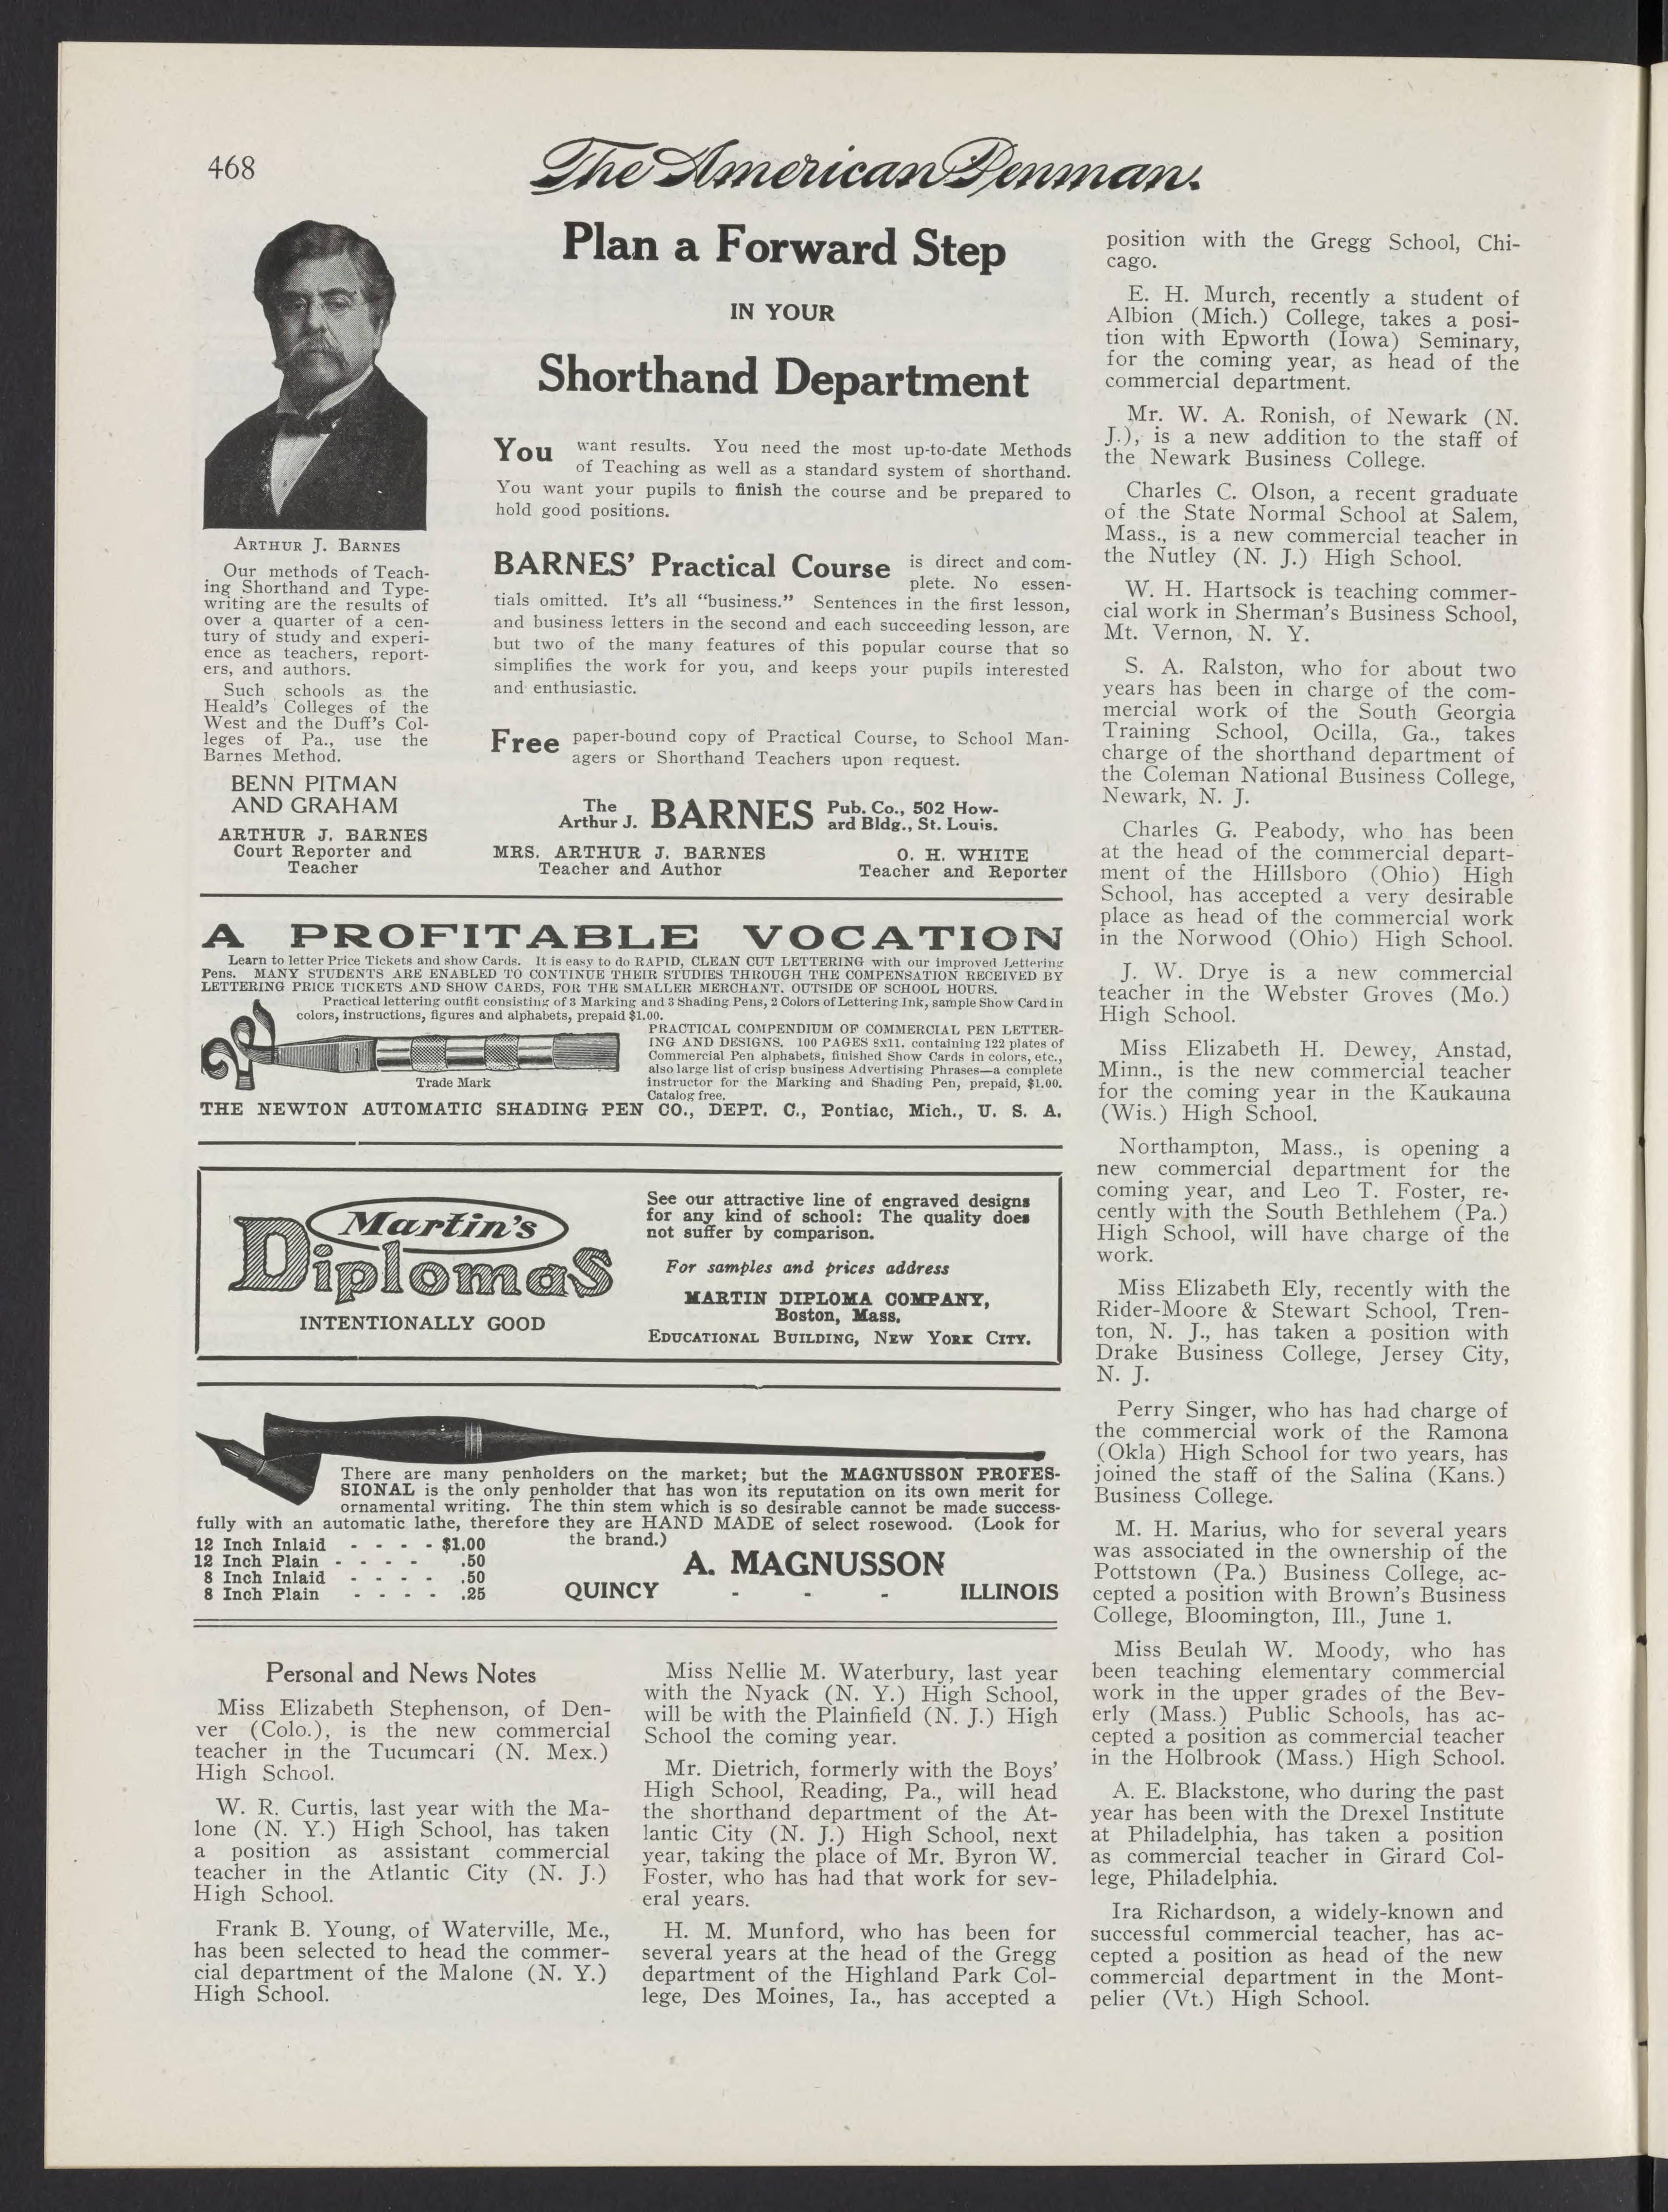 468
The American Penman.
ARTHUR J. BARNES
Our methods of Teach-
ing Shorthand and Type-
writing are the results of
over a quarter of a cen-
tury of study and experi-
ence as teachers, report-
ers, and authors.
Such schools as the
Heald's Colleges of the
West and the Duff's Col-
leges of Pa., use the
Barnes Method.
BENN PITMAN
AND GRAHAM
ARTHUR J. BARNES
Court Reporter and
Teacher
Plan a Forward Step
IN YOUR
Shorthand Department
You want results. You need the most up-to-date Methods
of Teaching as well as a standard system of shorthand.
You want your pupils to finish the course and be prepared to
hold good positions.
BARNES' Practical Course is direct and com-
plete. No essen-
tials omitted. It's all "business." Sentences in the first lesson,
and business letters in the second and each succeeding lesson, are
but two of the many features of this popular course that so
simplifies the work for you, and keeps your pupils interested
and enthusiastic.
Free paper-bound copy of Practical Course, to School Man-
agers or Shorthand Teachers upon request.
The
Arthur J. BARNES Pub. Co., 502 How-
ard Bldg., St. Louis.
MRS. ARTHUR J. BARNES
Teacher and Author
O. H. WHITE
Teacher and Reporter
A PROFITABLE VOCATION
Learn to letter Price Tickets and show Cards. It is easy to do RAPID, CLEAN CUT LETTERING with our improved Lettering
Pens. MANY STUDENTS ARE ENABLED TO CONTINUE THEIR STUDIES THROUGH THE COMPENSATION RECEIVED BY
LETTERING PRICE TICKETS AND SHOW CARDS, FOR THE SMALLER MERCHANT, OUTSIDE OF SCHOOL HOURS.
Practical lettering outfit consisting of 3 Marking and 3 Shading Pens, 2 Colors of Lettering Ink, sample Show Card in
colors, instructions, figures and alphabets, prepaid $1.00.
PRACTICAL COMPENDIUM OF COMMERCIAL PEN LETTER-
ING AND DESIGNS. 100 PAGES 8x11. containing 122 plates of
Commercial Pen alphabets, finished Show Cards in colors, etc.,
also large list of crisp business Advertising Phrases—a complete
instructor for the Marking and Shading Pen, prepaid, $1.00.
Catalog free.
1
Trade Mark
THE NEWTON AUTOMATIC SHADING PEN CO., DEPT. C., Pontiac, Mich., U. S. A.
Martin's
Diplomas
INTENTIONALLY GOOD
See our attractive line of engraved designs
for any kind of school: The quality does
not suffer by comparison.
For samples and prices address
MARTIN DIPLOMA COMPANY,
Boston, Mass.
EDUCATIONAL BUILDING, NEW YORK CITY.
There are many penholders on the market; but the MAGNUSSON PROFES-
SIONAL is the only penholder that has won its reputation on its own merit for
ornamental writing. The thin stem which is so desirable cannot be made success-
fully with an automatic lathe, therefore they are HAND MADE of select rosewood. (Look for
the brand.)
12 Inch Inlaid - - - - $1.00
12 Inch Plain - - - - .50
8 Inch Inlaid - - - - .50
8 Inch Plain - - - - .25
A. MAGNUSSON
QUINCY - - - ILLINOIS
Personal and News Notes
Miss Elizabeth Stephenson, of Den-
ver (Colo.), is the new commercial
teacher in the Tucumcari (N. Mex.)
High School.
W. R. Curtis, last year with the Ma-
lone (N. Y.) High School, has taken
a position as assistant commercial
teacher in the Atlantic City (N. J.)
High School.
Frank B. Young, of Waterville, Me.,
has been selected to head the commer-
cial department of the Malone (N. Y.)
High School.
Miss Nellie M. Waterbury, last year
with the Nyack (N. Y.) High School,
will be with the Plainfield (N. J.) High
School the coming year.
Mr. Dietrich, formerly with the Boys'
High School, Reading, Pa., will head
the shorthand department of the At-
lantic City (N. J.) High School, next
year, taking the place of Mr. Byron W.
Foster, who has had that work for sev-
eral years.
H. M. Munford, who has been for
several years at the head of the Gregg
department of the Highland Park Col-
lege, Des Moines, Ia., has accepted a
position with the Gregg School, Chi-
cago.
E. H. Murch, recently a student of
Albion (Mich.) College, takes a posi-
tion with Epworth (Iowa) Seminary,
for the coming year, as head of the
commercial department.
Mr. W. A. Ronish, of Newark (N.
J.), is a new addition to the staff of
the Newark Business College.
Charles C. Olson, a recent graduate
of the State Normal School at Salem,
Mass., is a new commercial teacher in
the Nutley (N. J.) High School.
W. H. Hartsock is teaching commer-
cial work in Sherman's Business School,
Mt. Vernon, N. Y.
S. A. Ralston, who for about two
years has been in charge of the com-
mercial work of the South Georgia
Training School, Ocilla, Ga., takes
charge of the shorthand department of
the Coleman National Business College,
Newark, N. J.
Charles G. Peabody, who has been
at the head of the commercial depart-
ment of the Hillsboro (Ohio) High
School, has accepted a very desirable
place as head of the commercial work
in the Norwood (Ohio) High School.
J. W. Drye is a new commercial
teacher in the Webster Groves (Mo.)
High School.
Miss Elizabeth H. Dewey, Anstad,
Minn., is the new commercial teacher
for the coming year in the Kaukauna
(Wis.) High School.
Northampton, Mass., is opening a
new commercial department for the
coming year, and Leo T. Foster, re-
cently with the South Bethlehem (Pa.)
High School, will have charge of the
work.
Miss Elizabeth Ely, recently with the
Rider-Moore & Stewart School, Tren-
ton, N. J., has taken a position with
Drake Business College, Jersey City,
N. J.
Perry Singer, who has had charge of
the commercial work of the Ramona
(Okla) High School for two years, has
joined the staff of the Salina (Kans.)
Business College.
M. H. Marius, who for several years
was associated in the ownership of the
Pottstown (Pa.) Business College, ac-
cepted a position with Brown's Business
College, Bloomington, Ill., June 1.
Miss Beulah W. Moody, who has
been teaching elementary commercial
work in the upper grades of the Bev-
erly (Mass.) Public Schools, has ac-
cepted a position as commercial teacher
in the Holbrook (Mass.) High School.
A. E. Blackstone, who during the past
year has been with the Drexel Institute
at Philadelphia, has taken a position
as commercial teacher in Girard Col-
lege, Philadelphia.
Ira Richardson, a widely-known and
successful commercial teacher, has ac-
cepted a position as head of the new
commercial department in the Mont-
pelier (Vt.) High School.